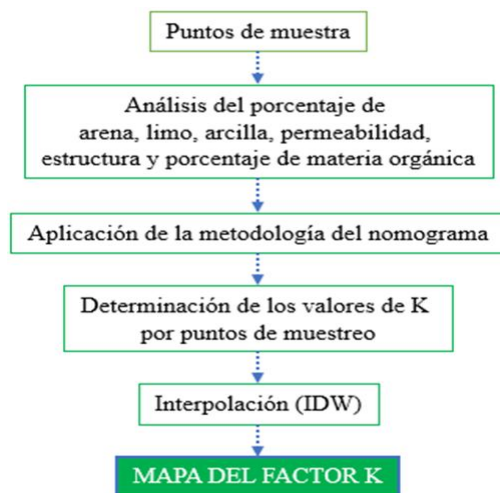 Puntos de muestra
Análisis del porcentaje de
arena, limo, arcilla, permeabilidad,
estructura y porcentaje de materia orgánica
Aplicación de la metodología del nomograma
Determinación de los valores de K
por puntos de muestreo
Interpolación (IDW)
MAPA DEL FACTOR K